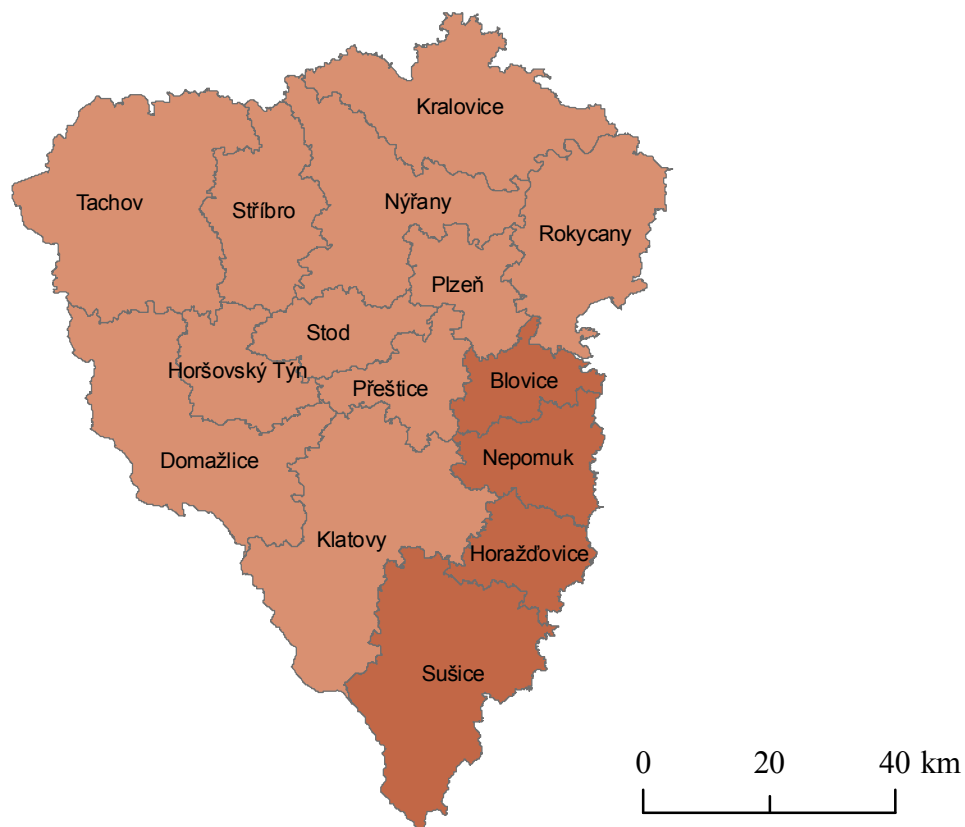 Kralovice
Tachov
Stříbro
Nýřany
Rokycany
Plzeň
Stod
Horšovský Týn
Přeštice
Blovice
Domažlice
Nepomuk
Klatovy
Horažďovice
Sušice
0 20 40 km